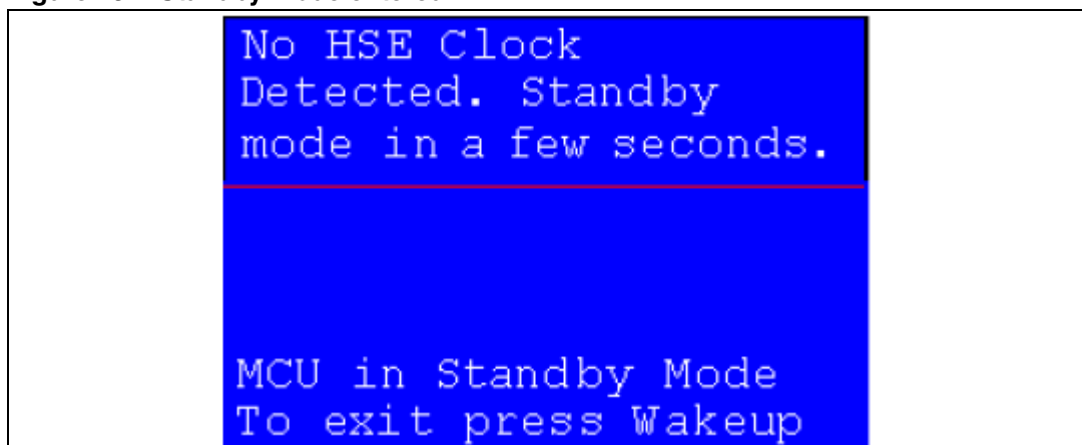 No HSE Clock
Detected. Standby
mode in a few seconds.
MCU in Standby Mode
To exit press Wakeup